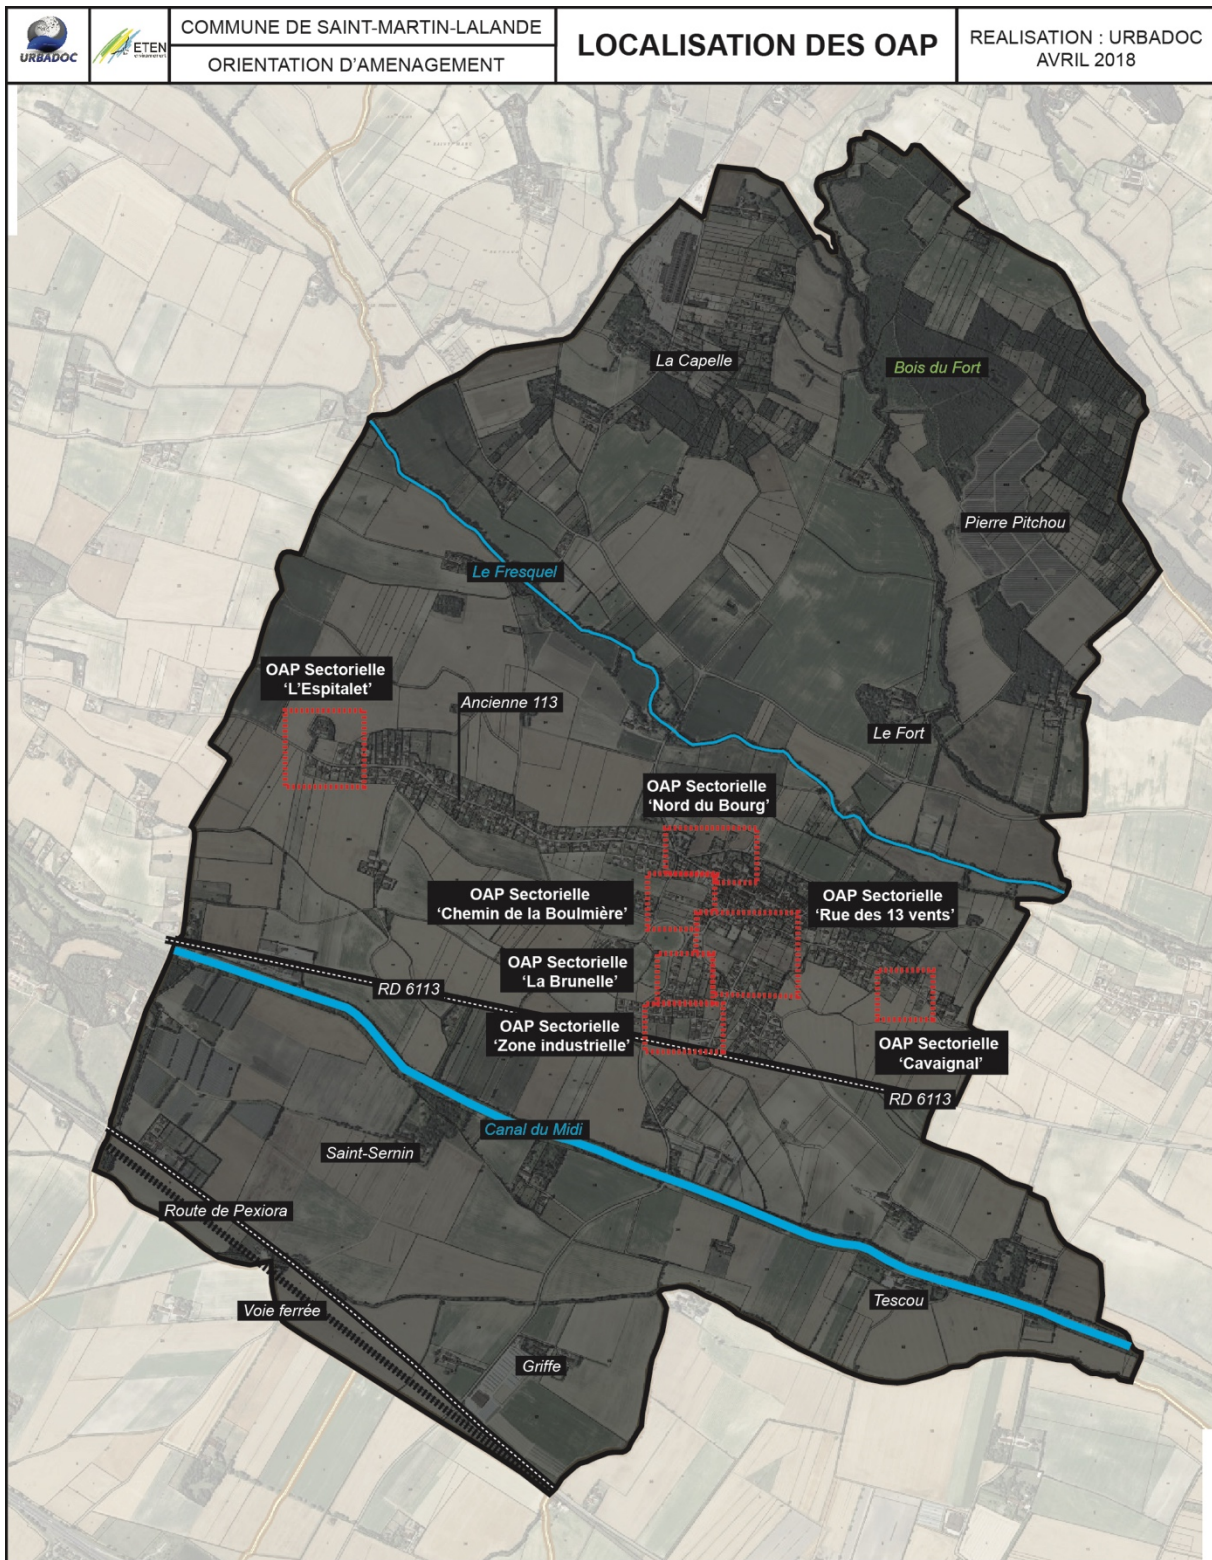 URBADOC
ETEN
COMMUNE DE SAINT-MARTIN-LALANDE
ORIENTATION D'AMENAGEMENT
LOCALISATION DES OAP
REALISATION : URBADOC
AVRIL 2018
La Capelle
Bois du Fort
Pierre Pitchou
Le Fresquel
OAP Sectorielle
'L'Espitalet'
Ancienne 113
Le Fort
OAP Sectorielle
'Nord du Bourg'
OAP Sectorielle
'Chemin de la Boulmière'
OAP Sectorielle
'Rue des 13 vents'
OAP Sectorielle
'La Brunelle'
RD 6113
OAP Sectorielle
'Zone industrielle'
OAP Sectorielle
'Cavaignal'
RD 6113
Canal du Midi
Saint-Sernin
Route de Pexiora
Voie ferrée
Tescou
Griffe